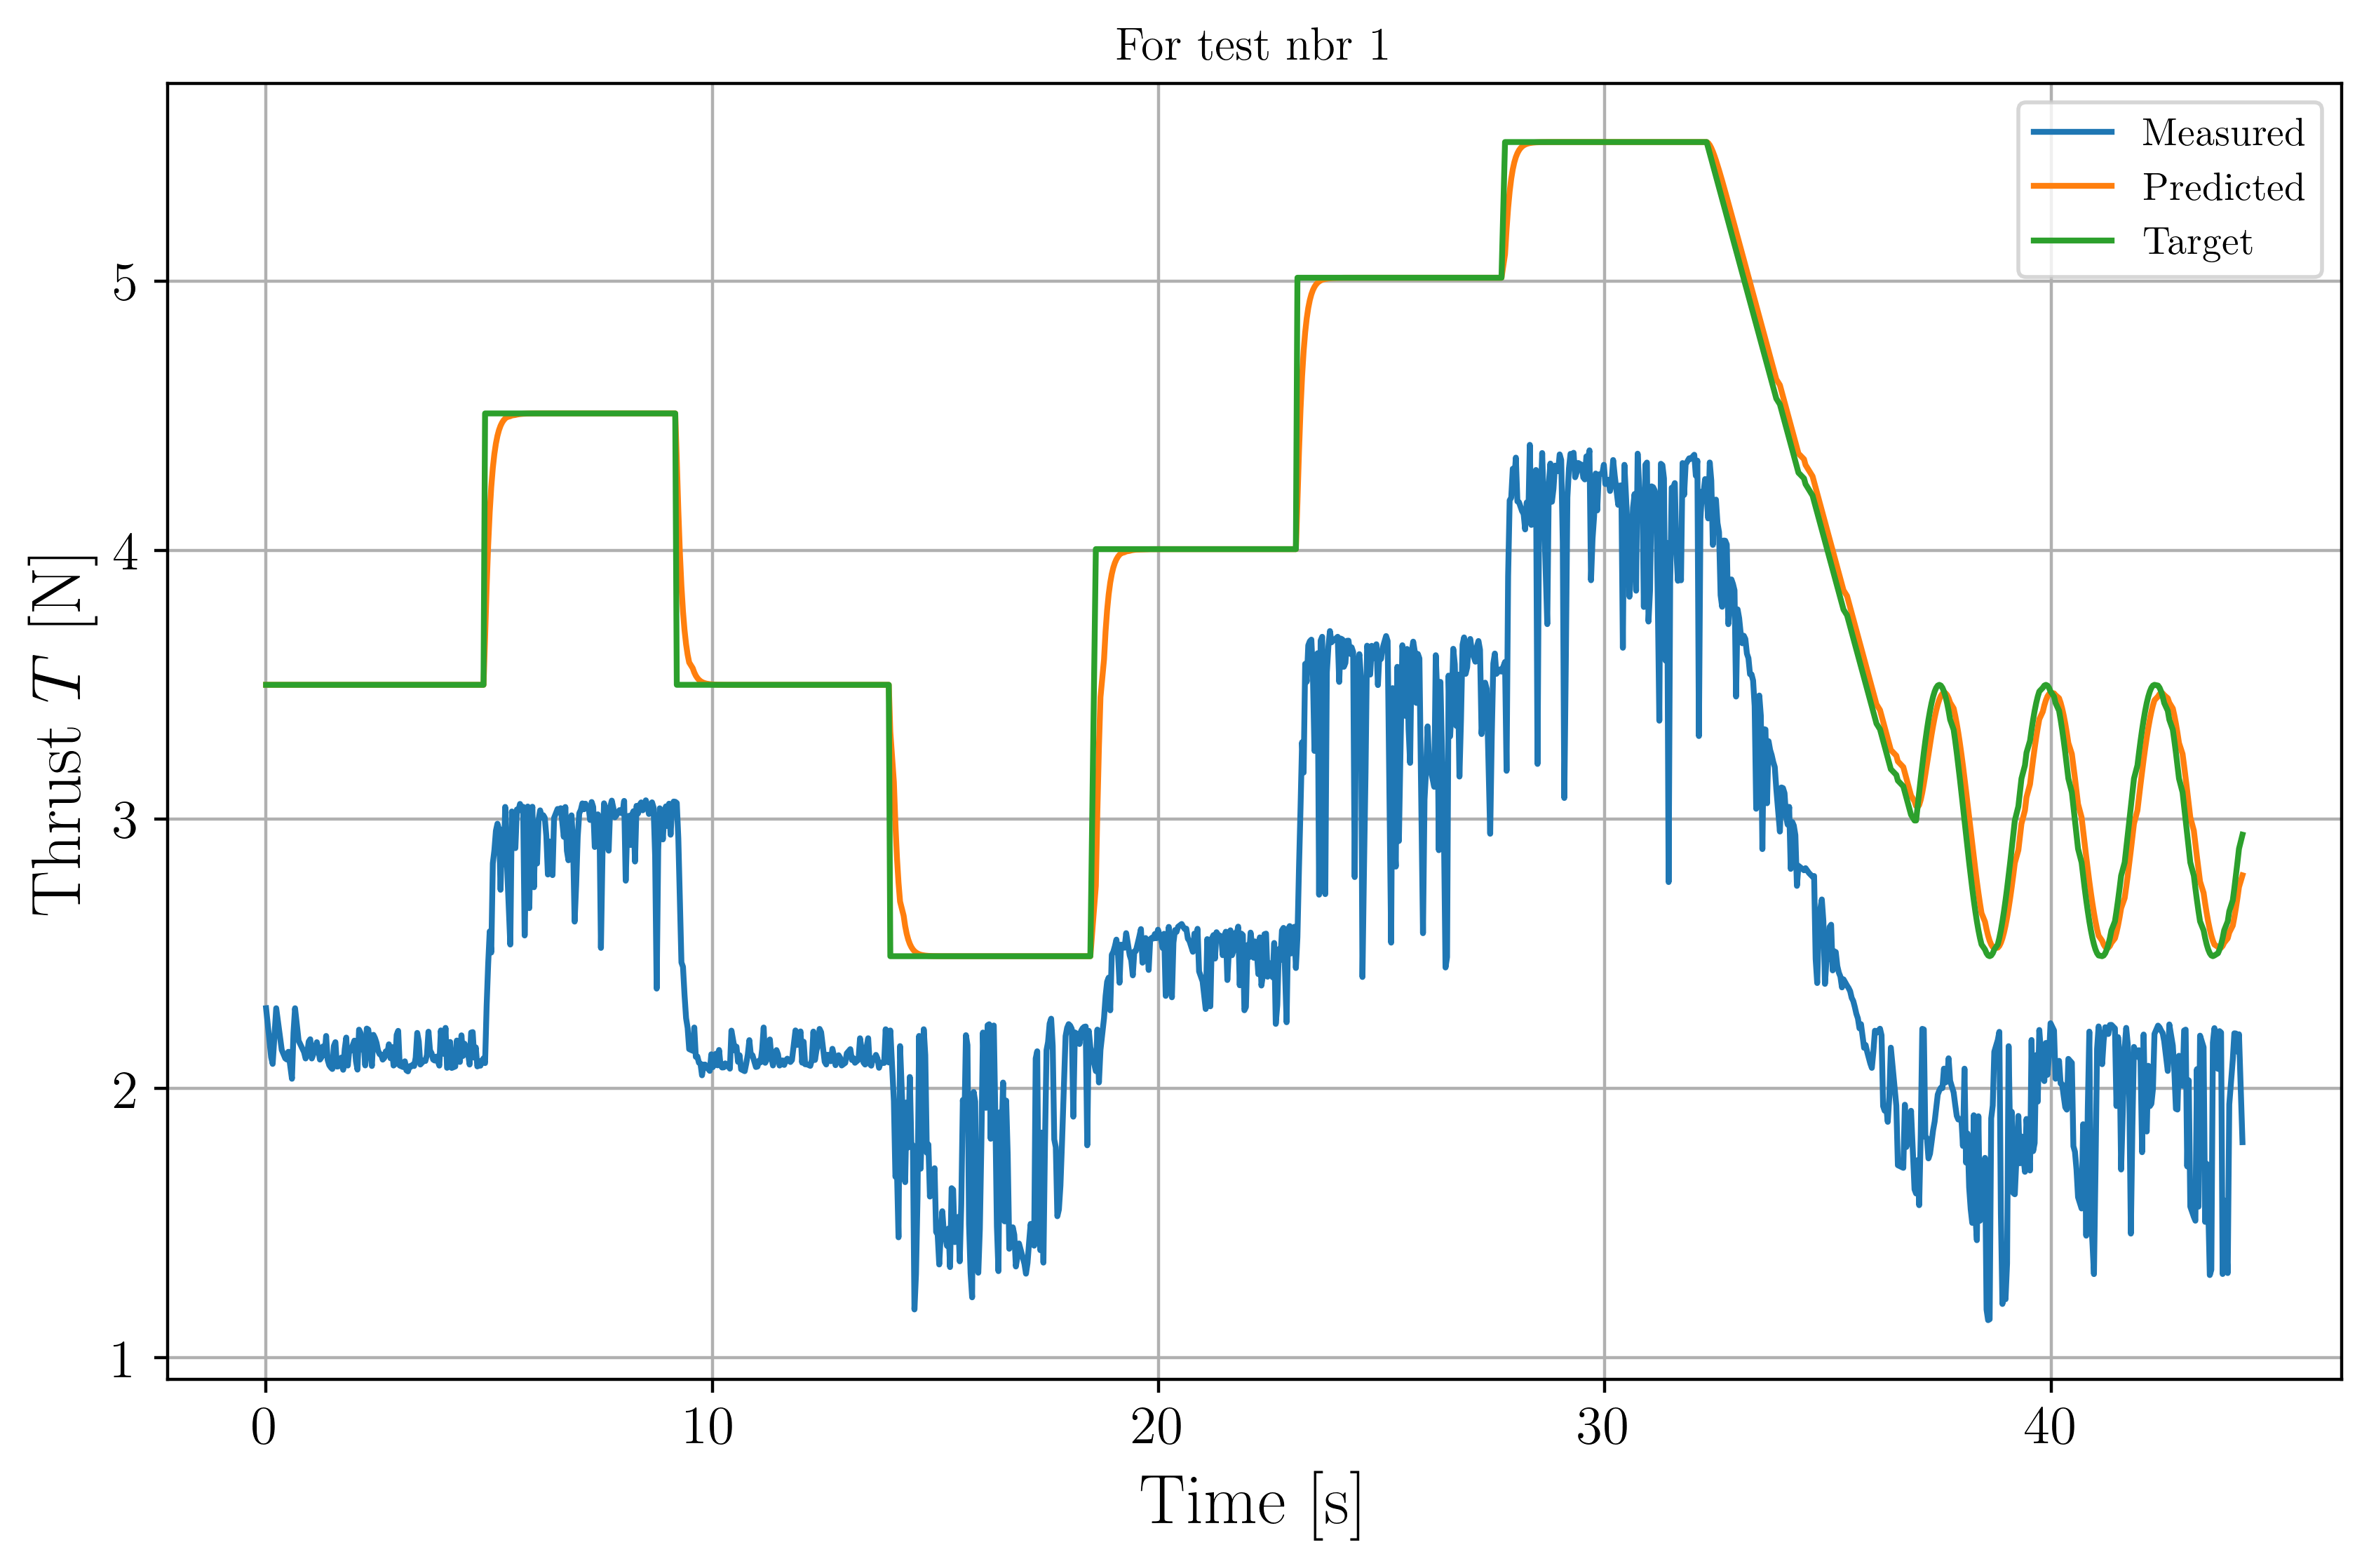 For test nbr 1
Measured
Predicted
Target
Thrust T [N]
5
4
3
2
1
0 10 20 30 40
Time [s]